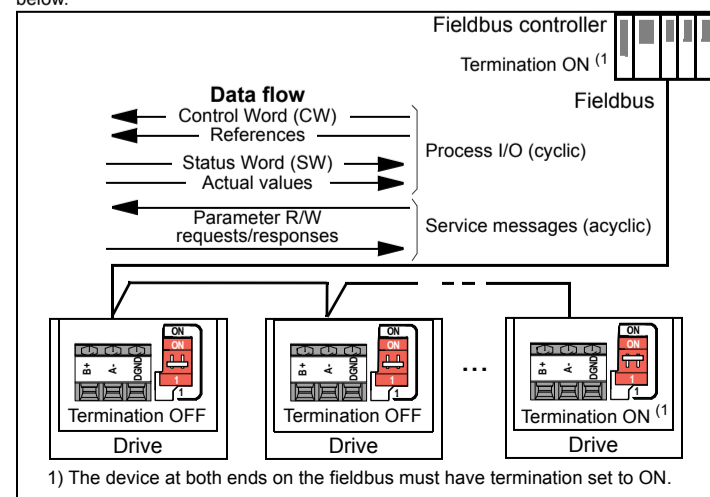 below.
Fieldbus controller
Termination ON (1
Fieldbus
Data flow
Control Word (CW)
References
Status Word (SW)
Actual values
Process I/O (cyclic)
Parameter R/W
requests/responses
Service messages (acyclic)
ON
ON
1
1
B+
A-
DGND
Termination OFF
Drive
ON
ON
1
1
B+
A-
DGND
Termination OFF
Drive
...
ON
ON
1
1
B+
A-
DGND
Termination ON (1
Drive
1) The device at both ends on the fieldbus must have termination set to ON.